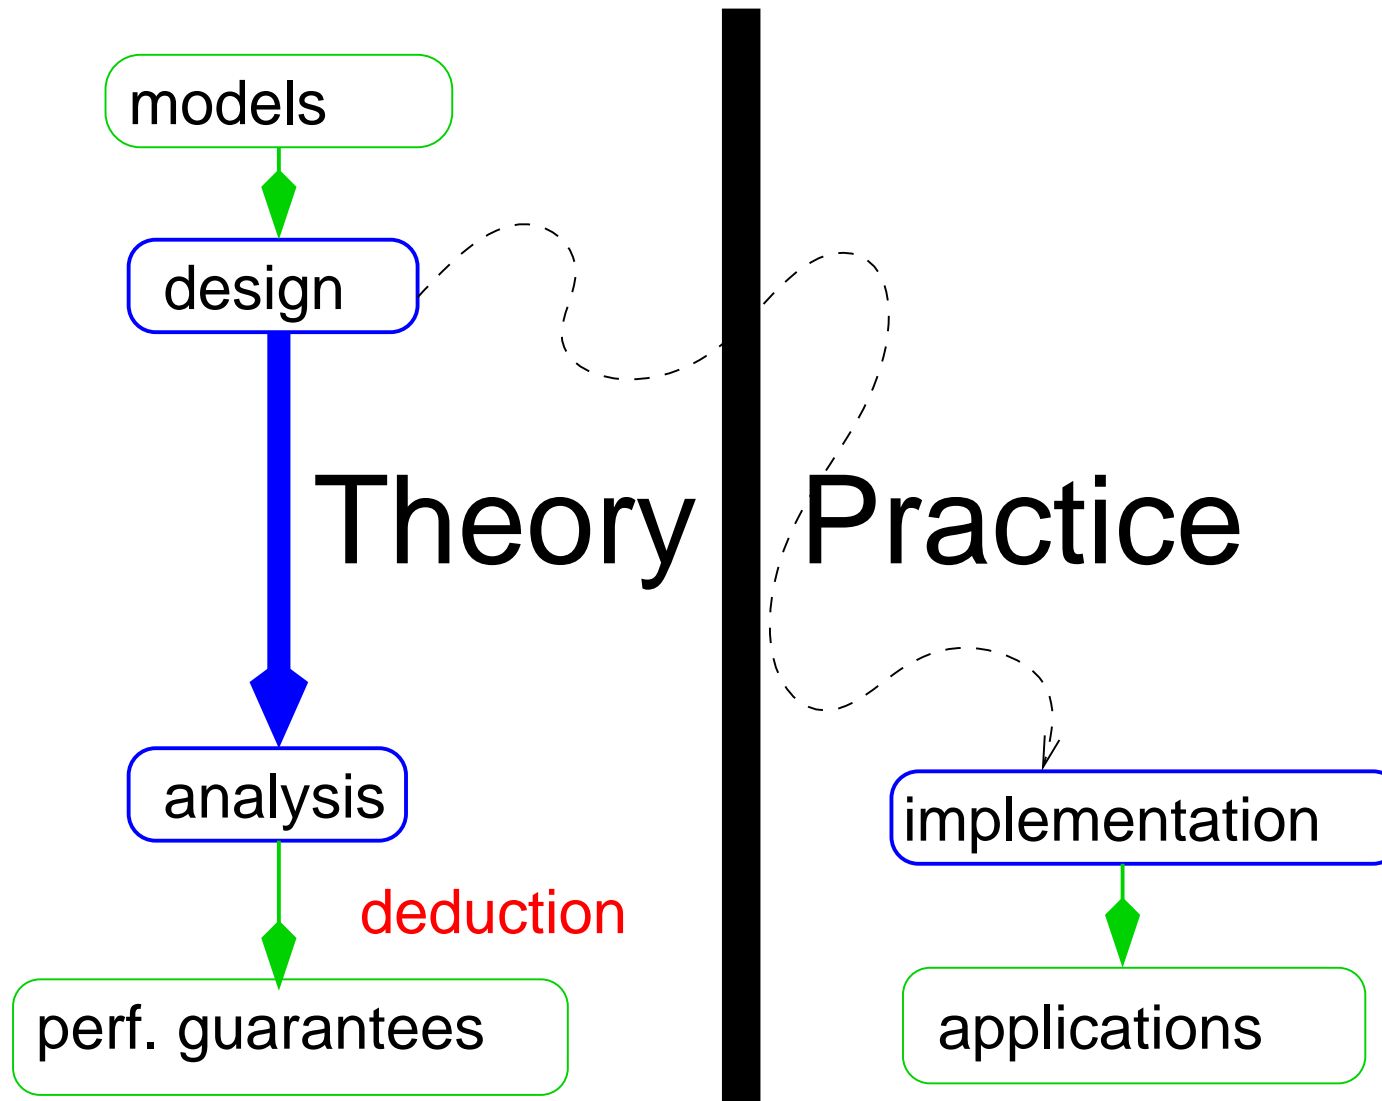 models
design
Theory
Practice
analysis
implementation
deduction
perf. guarantees
applications